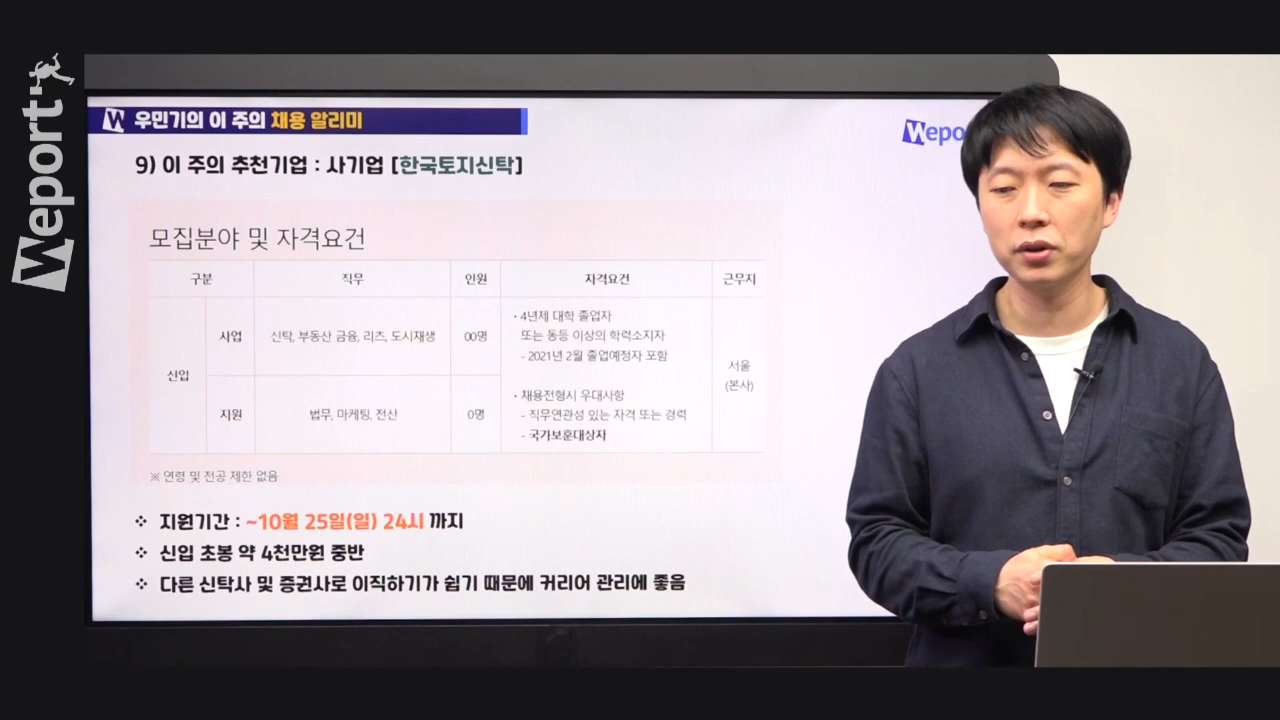 Weport
우민기의 이 주의 채용 알리미
9) 이 주의 추천기업 : 사기업 [한국토지신탁]
모집분야 및 자격요건
구분 직무 인원 자격요건 근무지
신입
사업 신탁, 부동산 금융, 리츠, 도시재생 00명
· 4년제 대학 졸업자
또는 동등 이상의 학력소지자
- 2021년 2월 졸업예정자 포함
지원 법무, 마케팅, 전산 0명
· 채용전형시 우대사항
- 직무연관성 있는 자격 또는 경력
- 국가보훈대상자
서울
(본사)
※ 연령 및 전공 제한 없음
❖ 지원기간 : ~10월 25일(일) 24시 까지
❖ 신입 초봉 약 4천만원 중반
❖ 다른 신탁사 및 증권사로 이직하기가 쉽기 때문에 커리어 관리에 좋음